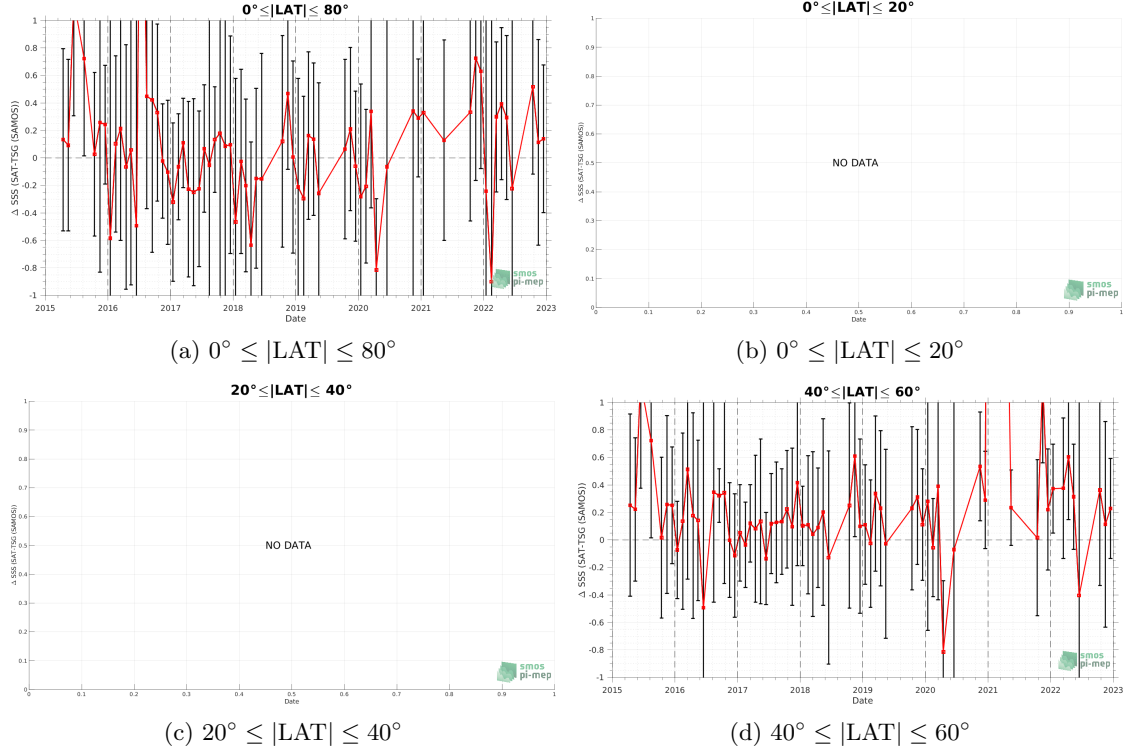 0°≤|LAT|≤ 80°
1
0.8
0.6
0.4
0.2
0
-0.2
-0.4
-0.6
-0.8
-1
Δ SSS (SAT-TSG (SAMOS))
2015 2016 2017 2018 2019 2020 2021 2022 2023
Date
smos
pi-mep
(a) 0° ≤ |LAT| ≤ 80°
0°≤|LAT|≤ 20°
1
0.9
0.8
0.7
0.6
0.5
0.4
0.3
0.2
0.1
0
Δ SSS (SAT-TSG (SAMOS))
NO DATA
0 0.1 0.2 0.3 0.4 0.5 0.6 0.7 0.8 0.9 1
Date
smos
pi-mep
(b) 0° ≤ |LAT| ≤ 20°
20°≤|LAT|≤ 40°
1
0.9
0.8
0.7
0.6
0.5
0.4
0.3
0.2
0.1
0
Δ SSS (SAT-TSG (SAMOS))
NO DATA
0 0.1 0.2 0.3 0.4 0.5 0.6 0.7 0.8 0.9 1
Date
smos
pi-mep
(c) 20° ≤ |LAT| ≤ 40°
40°≤|LAT|≤ 60°
1
0.8
0.6
0.4
0.2
0
-0.2
-0.4
-0.6
-0.8
-1
Δ SSS (SAT-TSG (SAMOS))
2015 2016 2017 2018 2019 2020 2021 2022 2023
Date
smos
pi-mep
(d) 40° ≤ |LAT| ≤ 60°